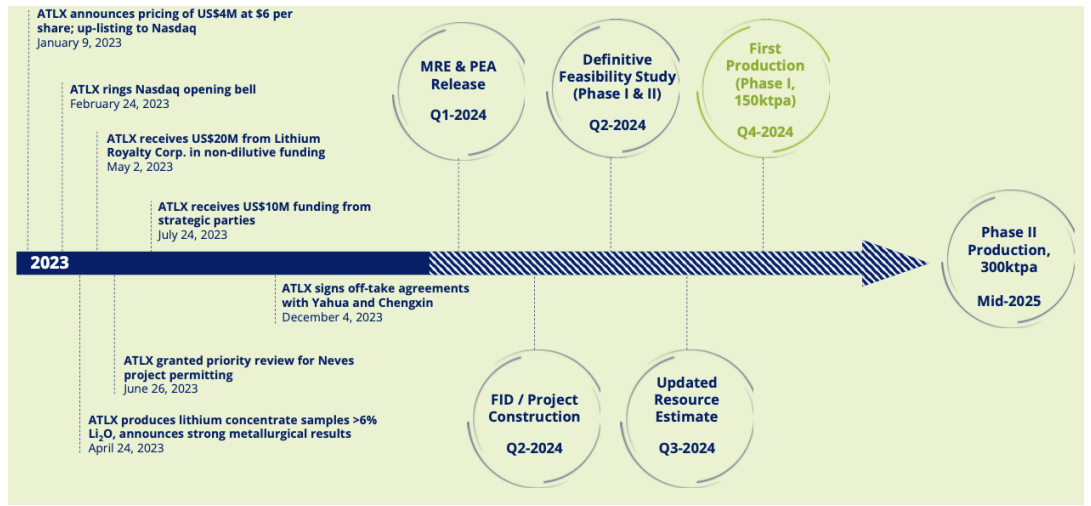 ATLX announces pricing of US$4M at $6 per
share; up-listing to Nasdaq
January 9, 2023
ATLX rings Nasdaq opening bell
February 24, 2023
ATLX receives US$20M from Lithium
Royalty Corp. in non-dilutive funding
May 2, 2023
ATLX receives US$10M funding from
strategic parties
July 24, 2023
MRE & PEA
Release
Q1-2024
Definitive
Feasibility Study
(Phase I & II)
Q2-2024
First
Production
(Phase I,
150ktpa)
Q4-2024
2023
Phase II
Production,
300ktpa
Mid-2025
ATLX signs off-take agreements
with Yahua and Chengxin
December 4, 2023
ATLX granted priority review for Neves
project permitting
June 26, 2023
ATLX produces lithium concentrate samples >6%
Li₂O, announces strong metallurgical results
April 24, 2023
FID / Project
Construction
Q2-2024
Updated
Resource
Estimate
Q3-2024